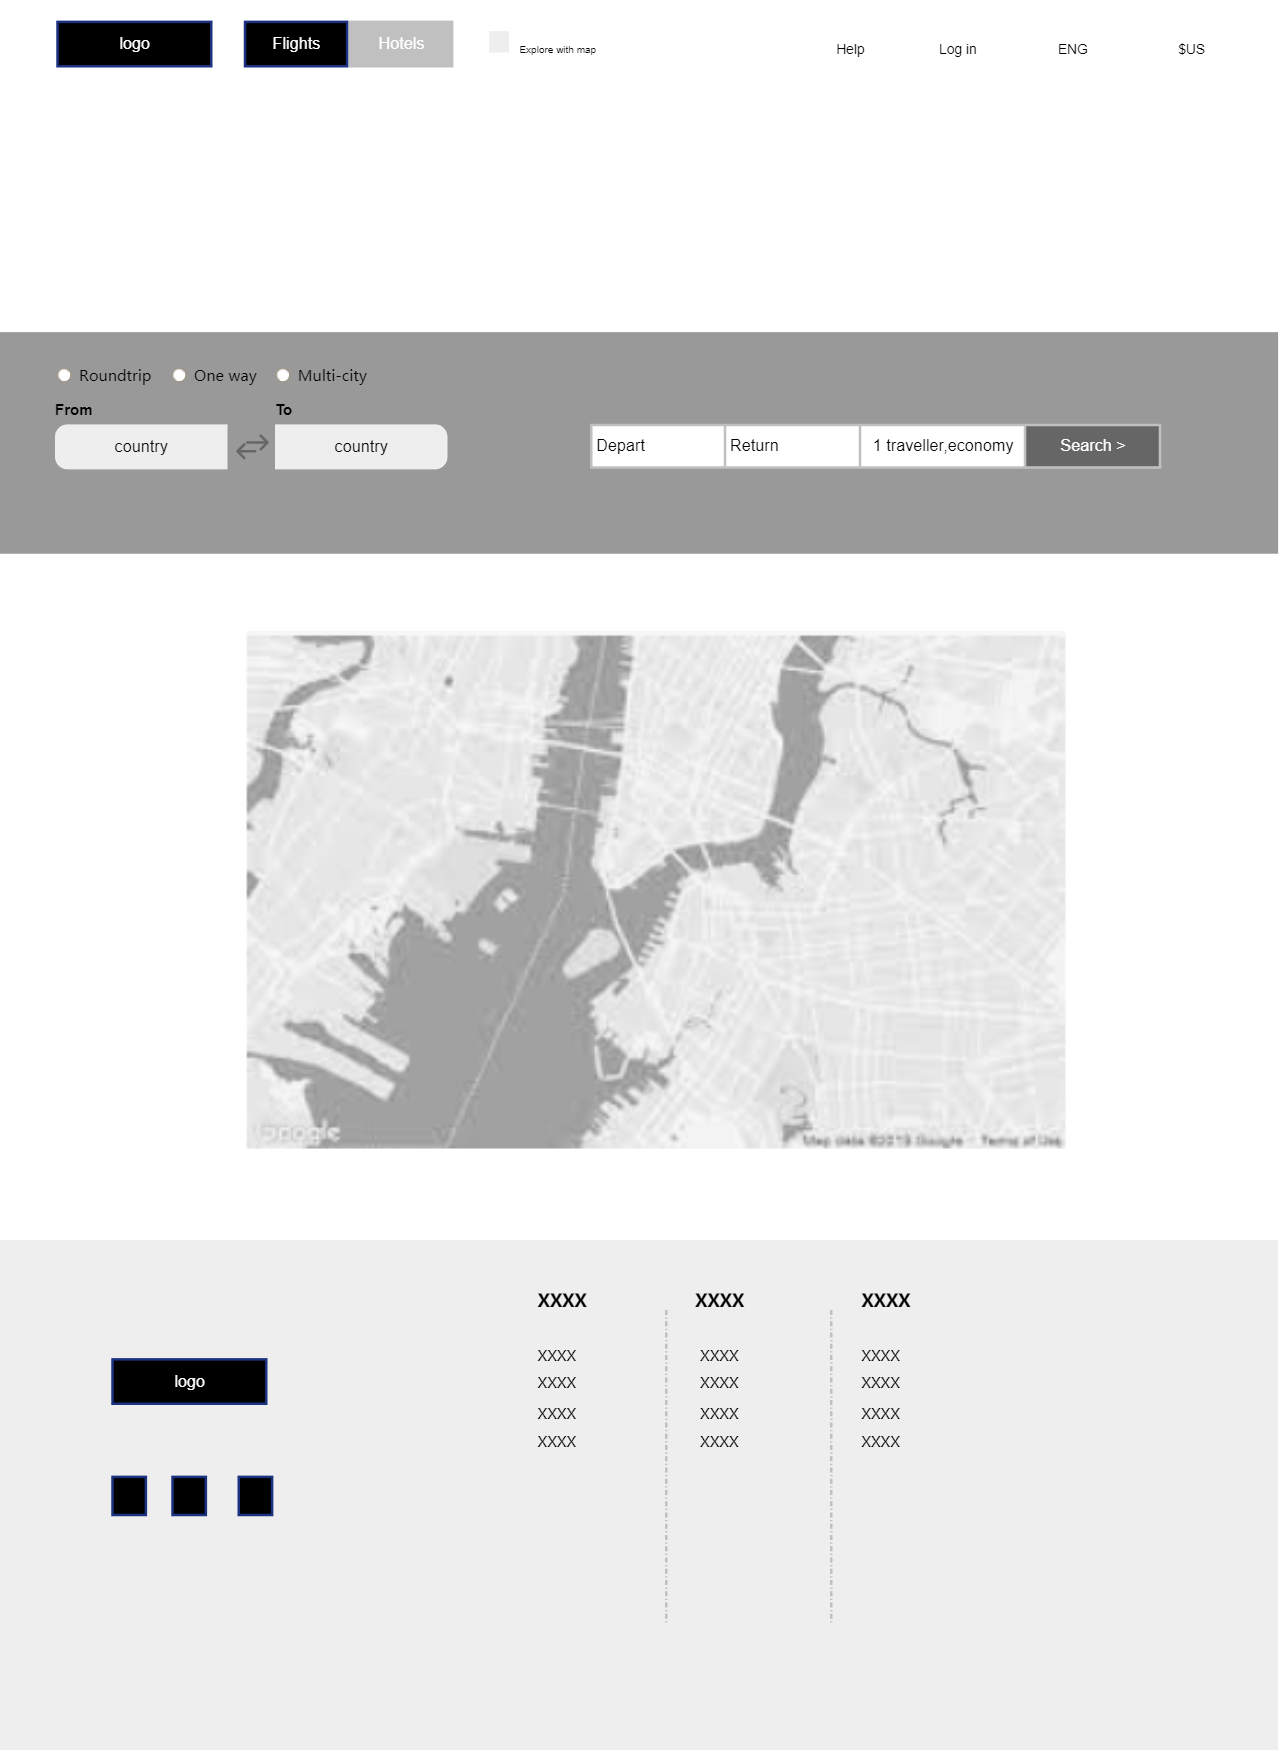 logo
Flights
Hotels
Explore with map
Help
Log in
ENG
$US
Roundtrip
One way
Multi-city
From
To
country
country
Depart
Return
1 traveller,economy
Search >
Google
Map data ©2019 Google
Terms of Use
XXXX
XXXX
XXXX
XXXX
XXXX
XXXX
XXXX
XXXX
XXXX
logo
XXXX
XXXX
XXXX
XXXX
XXXX
XXXX